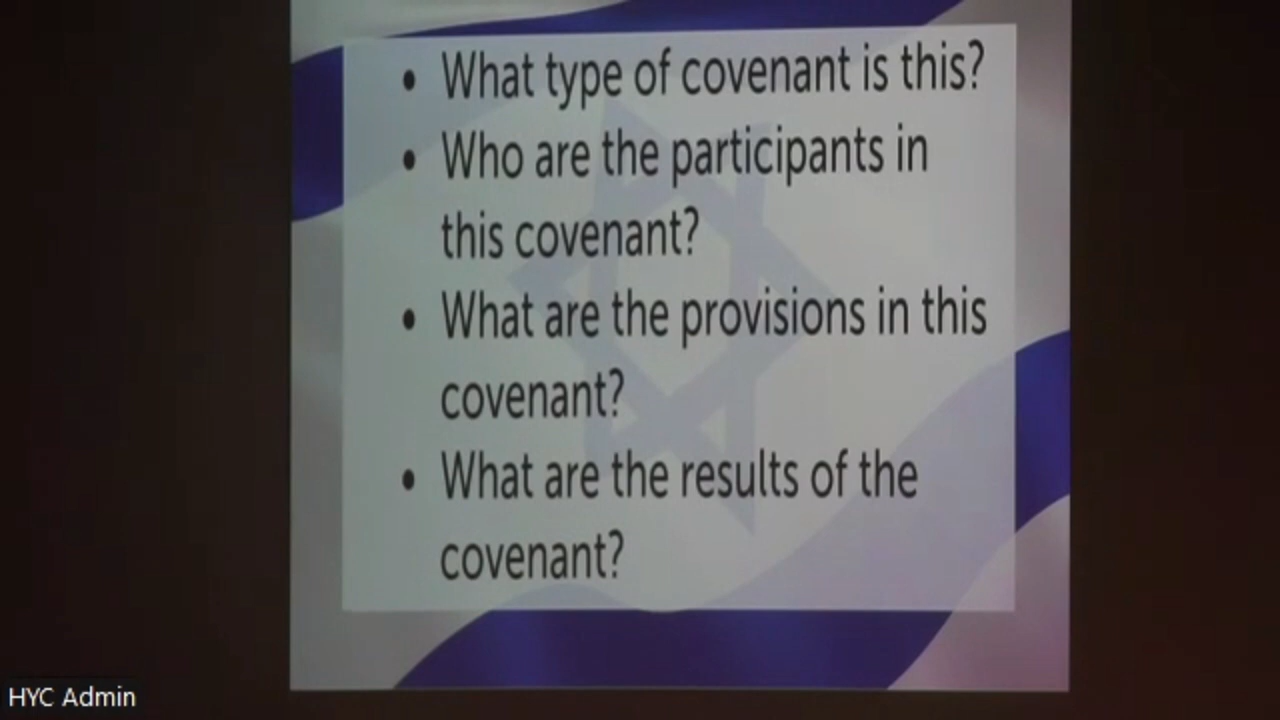 • What type of covenant is this?
• Who are the participants in
this covenant?
• What are the provisions in this
covenant?
• What are the results of the
covenant?
HYC Admin